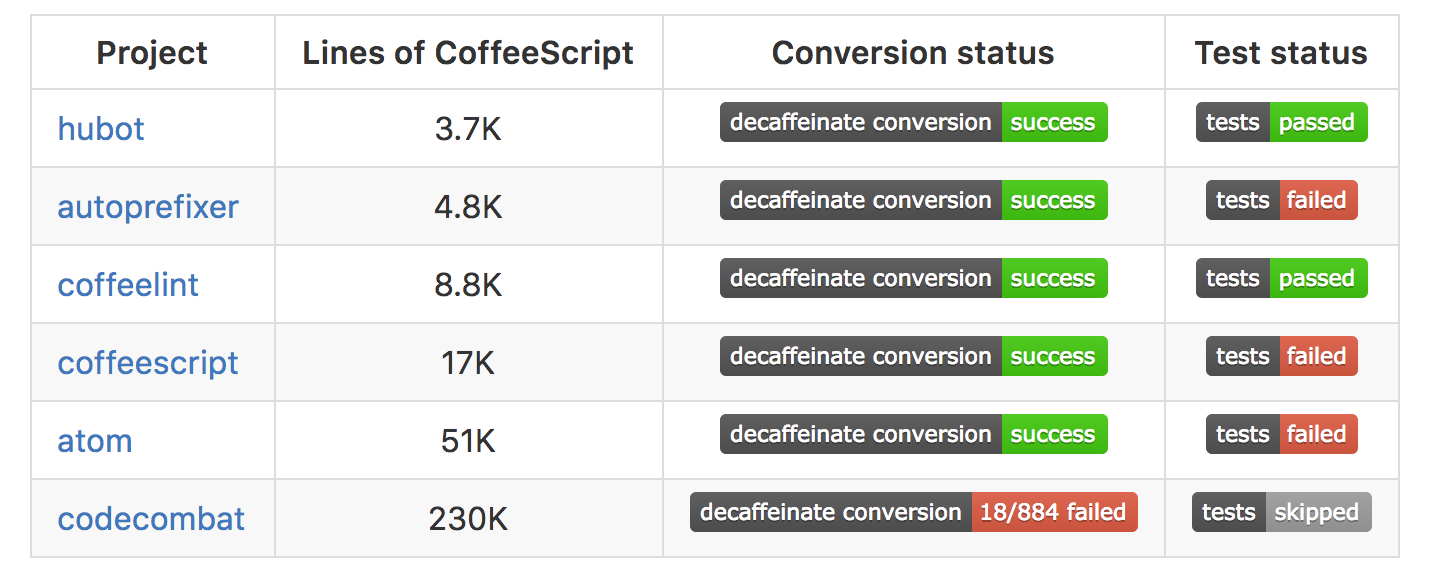 Project Lines of CoffeeScript Conversion status Test status
hubot 3.7K decaffeinate conversion success tests passed
autoprefixer 4.8K decaffeinate conversion success tests failed
coffeelint 8.8K decaffeinate conversion success tests passed
coffeescript 17K decaffeinate conversion success tests failed
atom 51K decaffeinate conversion success tests failed
codecombat 230K decaffeinate conversion 18/884 failed tests skipped